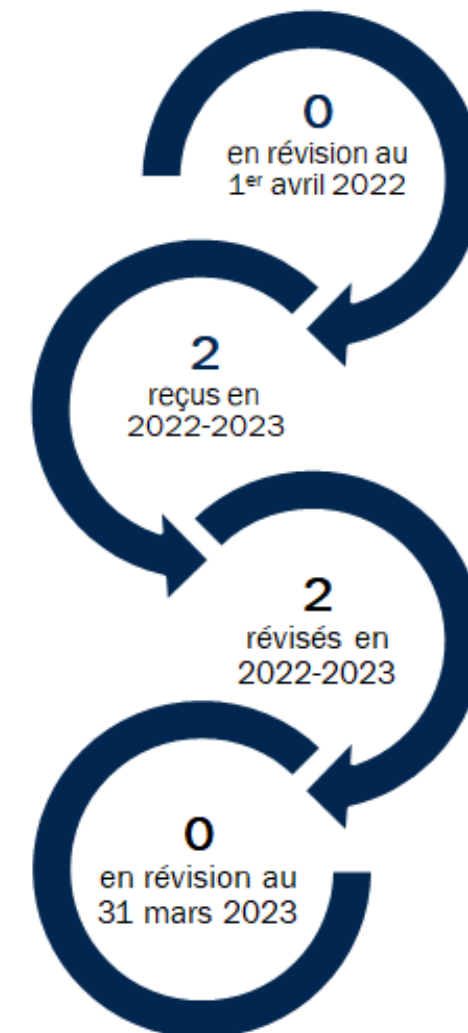 0
en révision au
1er avril 2022
2
reçus en
2022-2023
2
révisés en
2022-2023
0
en révision au
31 mars 2023